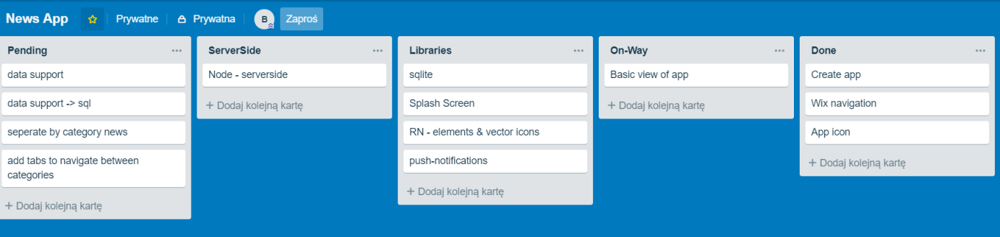 News App Prywatne Prywatna B Zaproś
Pending
data support
data support -> sql
seperate by category news
add tabs to navigate between
categories
+ Dodaj kolejną kartę
ServerSide
Node - serverside
+ Dodaj kolejną kartę
Libraries
sqlite
Splash Screen
RN - elements & vector icons
push-notifications
+ Dodaj kolejną kartę
On-Way
Basic view of app
+ Dodaj kolejną kartę
Done
Create app
Wix navigation
App icon
+ Dodaj kolejną kartę